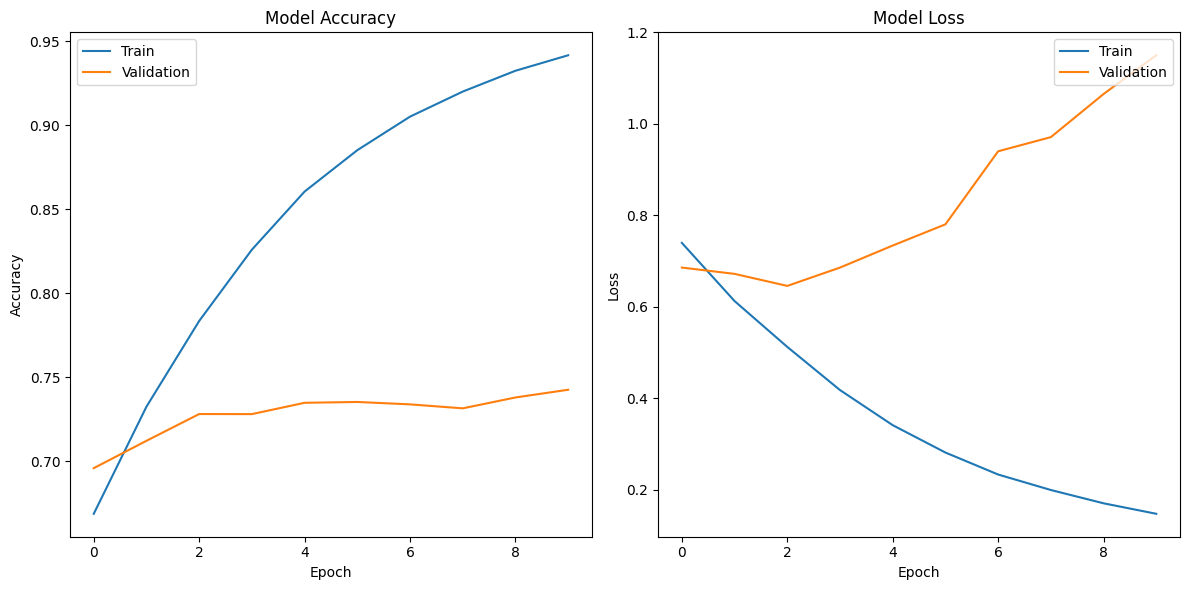 Model Accuracy
Train
Validation
0.95
0.90
0.85
0.80
0.75
0.70
Accuracy
0
2
4
6
8
Epoch
Model Loss
Train
Validation
1.2
1.0
0.8
0.6
0.4
0.2
Loss
0
2
4
6
8
Epoch